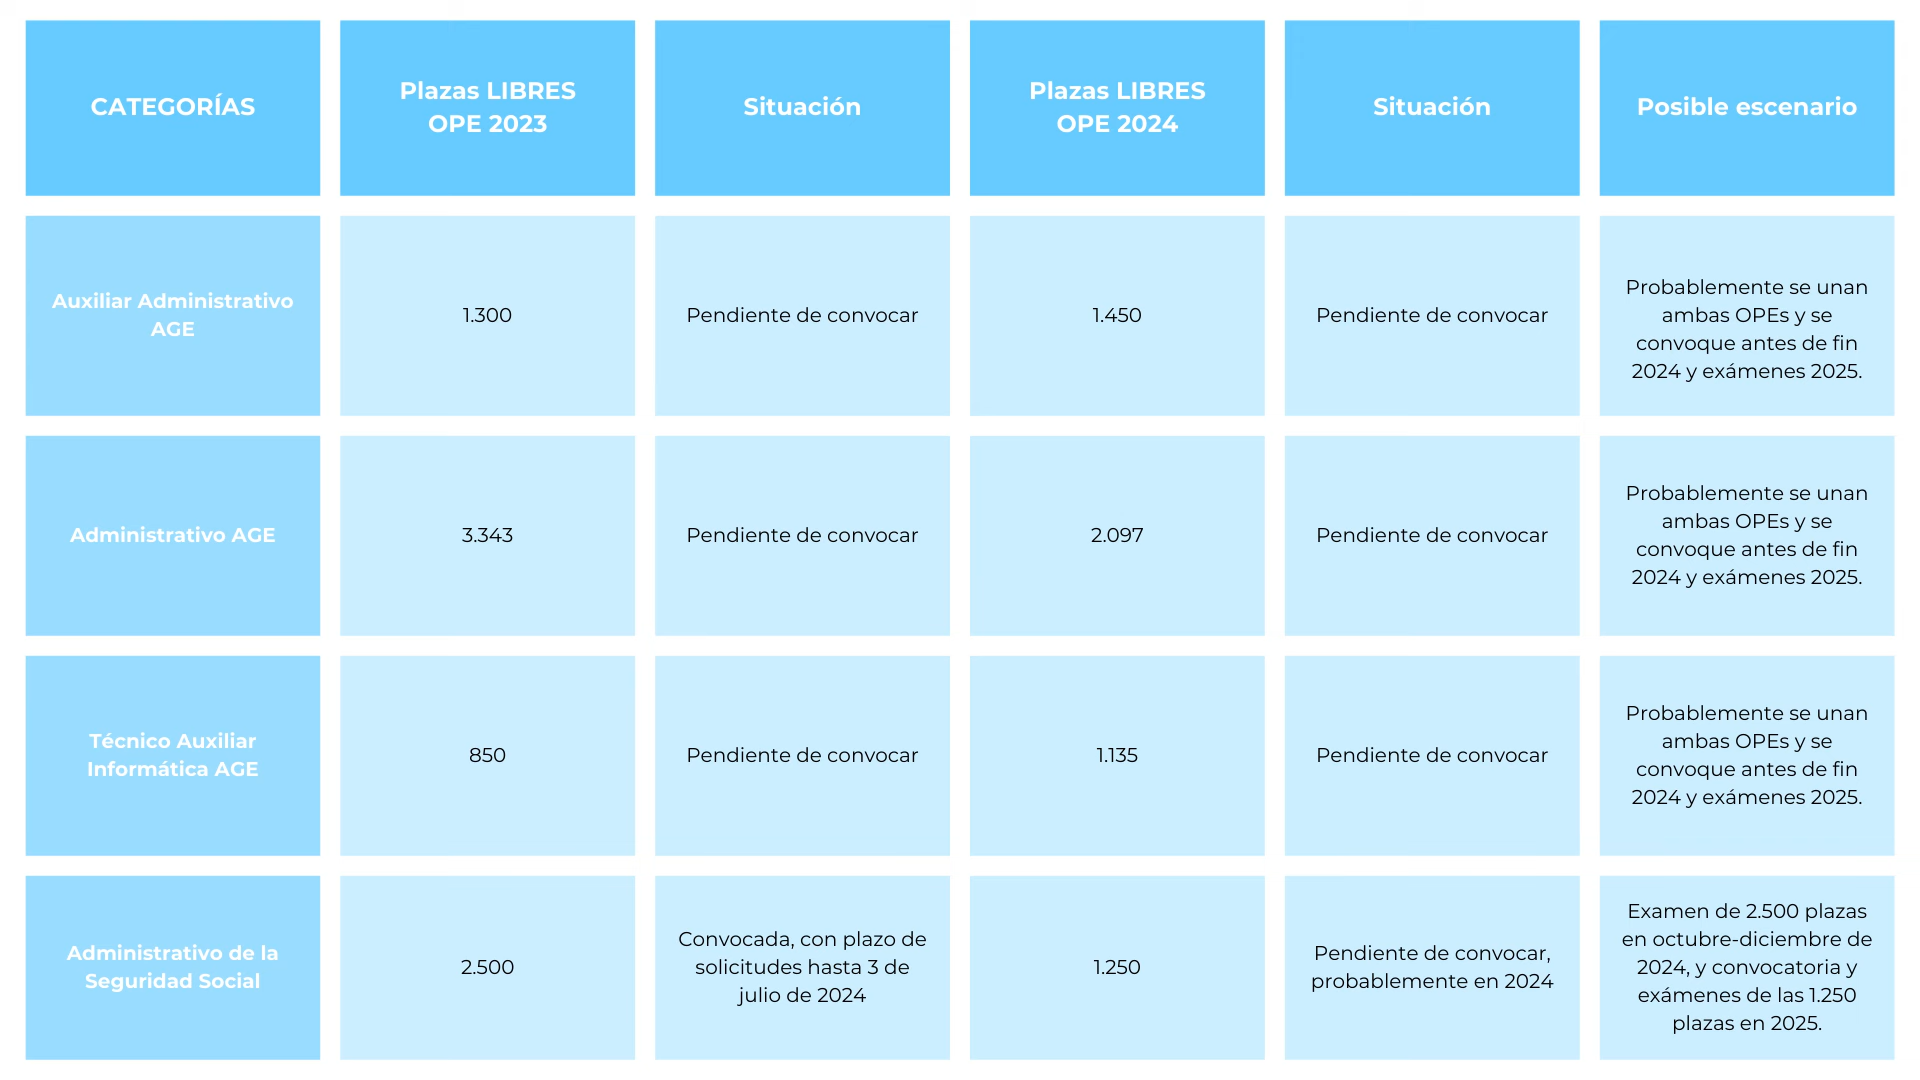 CATEGORÍAS
Plazas LIBRES
OPE 2023
Situación
Plazas LIBRES
OPE 2024
Situación
Posible escenario
Auxiliar Administrativo
AGE
1.300
Pendiente de convocar
1.450
Pendiente de convocar
Probablemente se unan
ambas OPEs y se
convoque antes de fin
2024 y exámenes 2025.
Administrativo AGE
3.343
Pendiente de convocar
2.097
Pendiente de convocar
Probablemente se unan
ambas OPEs y se
convoque antes de fin
2024 y exámenes 2025.
Técnico Auxiliar
Informática AGE
850
Pendiente de convocar
1.135
Pendiente de convocar
Probablemente se unan
ambas OPEs y se
convoque antes de fin
2024 y exámenes 2025.
Administrativo de la
Seguridad Social
2.500
Convocada, con plazo de
solicitudes hasta 3 de
julio de 2024
1.250
Pendiente de convocar,
probablemente en 2024
Examen de 2.500 plazas
en octubre-diciembre de
2024, y convocatoria y
exámenes de las 1.250
plazas en 2025.